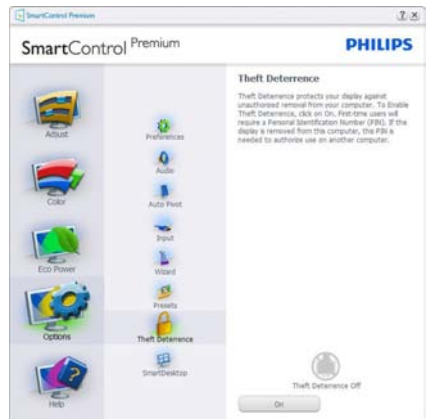 SmartControl Premium
? x
SmartControl Premium
PHILIPS
Adjust
Color
Eco Power
Options
Help
Preferences
Audio
Auto Pivot
Input
Wizard
Presets
Theft Deterrence
SmartDesktop
Theft Deterrence
Theft Deterrence protects your display against
unauthorized removal from your computer. To Enable
Theft Deterrence, click on On. First-time users will
require a Personal Identification Number (PIN). If the
display is removed from this computer, this PIN is
needed to authorize use on another computer.
Theft Deterrence Off
On